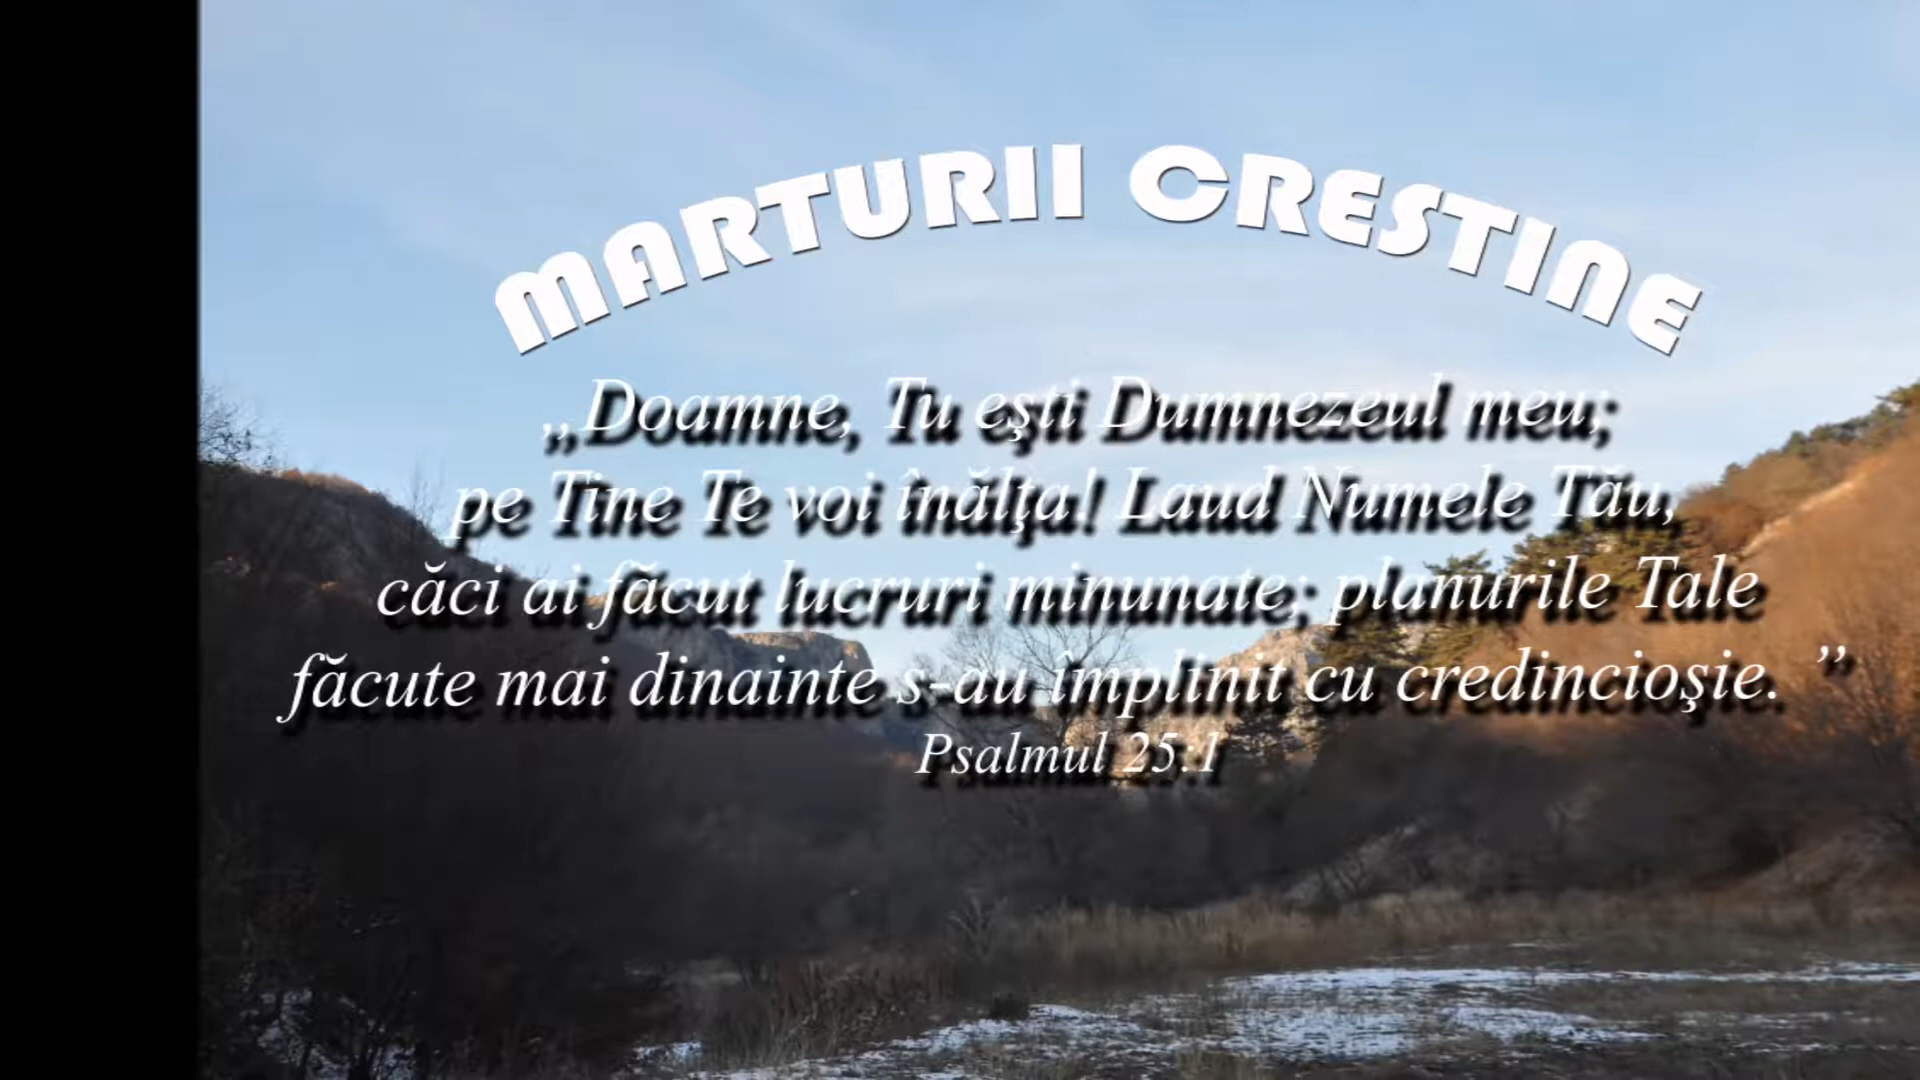 MARTURII CRESTINE
„Doamne, Tu eşti Dumnezeul meu;
pe Tine Te voi înălţa! Laud Numele Tău,
căci ai făcut lucruri minunate; planurile Tale
făcute mai dinainte s-au împlinit cu credincioşie. ”
Psalmul 25:1